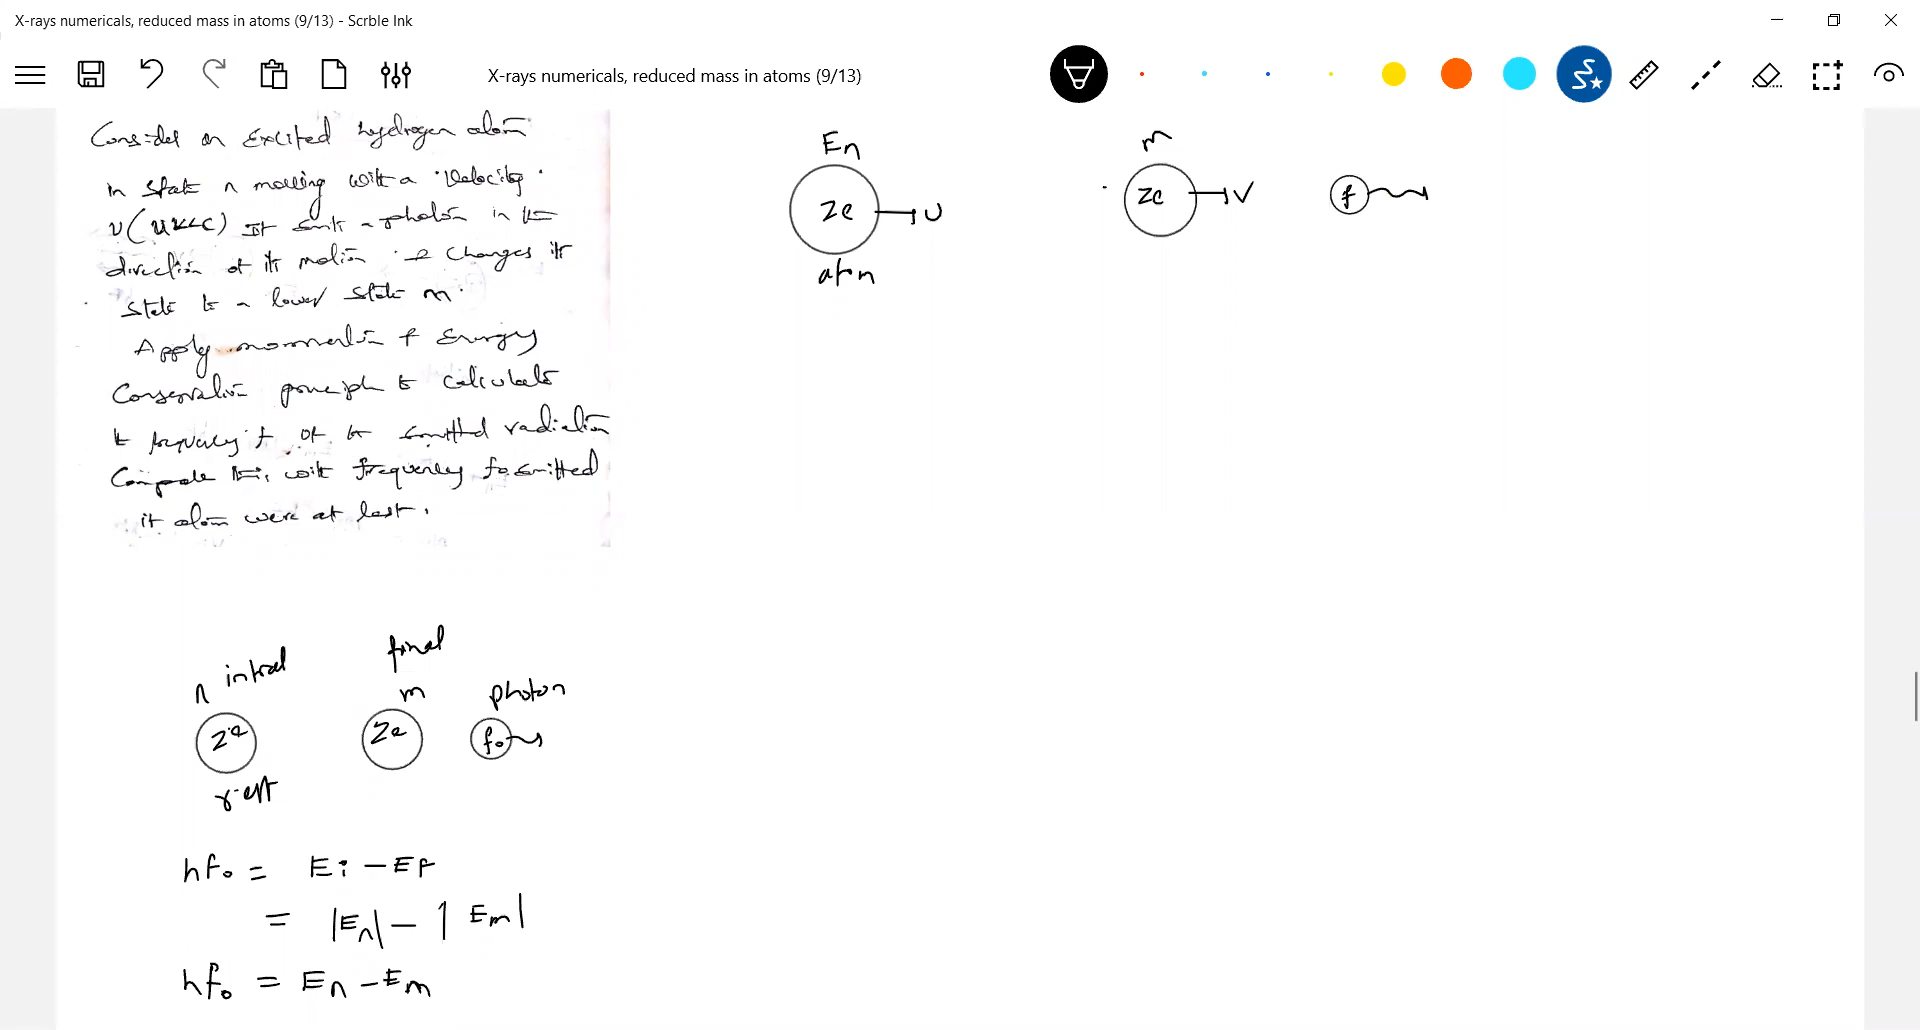 X-rays numericals, reduced mass in atoms (9/13) - Scrble Ink
X-rays numericals, reduced mass in atoms (9/13)
Consider an Excited hydrogen atom
in state n moving with a velocity
v(v<<c) It emits a photon in the
direction of its motion & changes its
state to a lower state m.
Apply momentum & Energy
Conservation principle to calculate
the frequency f of the emitted radiation
Compare this with frequency fo emitted
if atom were at rest.
En
Ze
v
atom
m
Ze
v
f
n initial
final
m
photon
Ze
Ze
fo
rest
hfo = Ei - Ef
= |En| - |Em|
hfo = En - Em